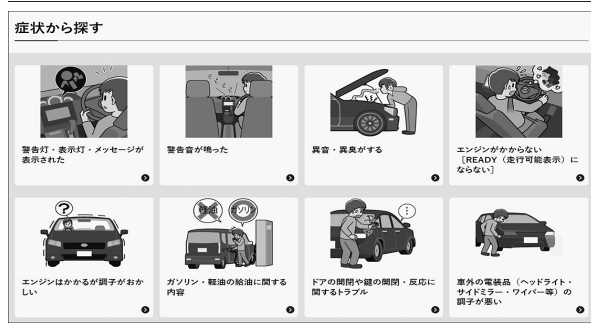 症状から探す
警告灯・表示灯・メッセージが
表示された
警告音が鳴った
異音・異臭がする
エンジンがかからない
［READY（走行可能表示）に
ならない］
?
エンジンはかかるが調子がおか
しい
軽油
ガソリン
ガソリン・軽油の給油に関する
内容
…
ドアの開閉や鍵の開閉・反応に
関するトラブル
車外の電装品（ヘッドライト・
サイドミラー・ワイパー等）の
調子が悪い